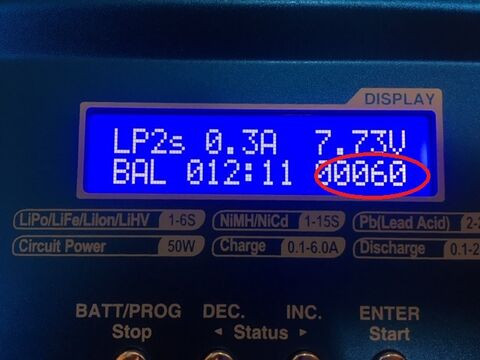 DISPLAY
LP2s 0.3A 7.73V
BAL 012:11 00060
LiPo/LiFe/LiIon/LiHV 1-6S NiMH/NiCd 1-15S Pb(Lead Acid)
Circuit Power 50W Charge 0.1-6.0A Discharge
BATT/PROG DEC. INC. ENTER
Stop ◄ Status ► Start